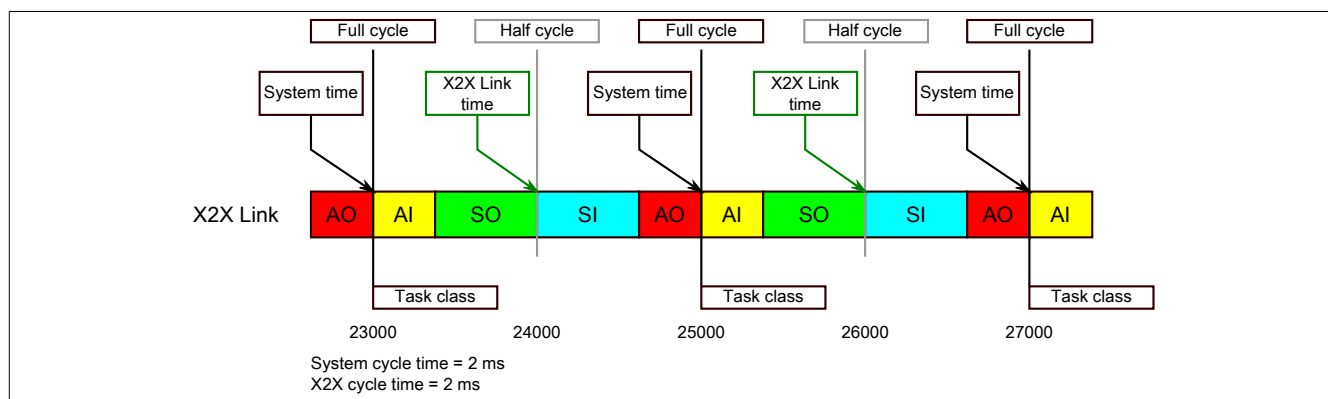 Full cycle
Half cycle
Full cycle
Half cycle
Full cycle
System time
X2X Link
time
System time
X2X Link
time
System time
X2X Link
AO
AI
SO
SI
AO
AI
SO
SI
AO
AI
Task class
Task class
Task class
23000
24000
25000
26000
27000
System cycle time = 2 ms
X2X cycle time = 2 ms